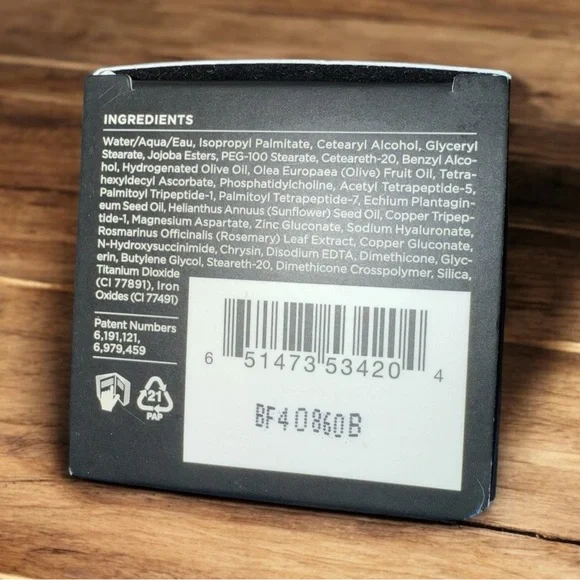 INGREDIENTS
Water/Aqua/Eau, Isopropyl Palmitate, Cetearyl Alcohol, Glyceryl
Stearate, Jojoba Esters, PEG-100 Stearate, Ceteareth-20, Benzyl Alco-
hol, Hydrogenated Olive Oil, Olea Europaea (Olive) Fruit Oil, Tetra-
hexyldecyl Ascorbate, Phosphatidylcholine, Acetyl Tetrapeptide-5,
Palmitoyl Tripeptide-1, Palmitoyl Tetrapeptide-7, Echium Plantagin-
eum Seed Oil, Helianthus Annuus (Sunflower) Seed Oil, Copper Tripep-
tide-1, Magnesium Aspartate, Zinc Gluconate, Sodium Hyaluronate,
Rosmarinus Officinalis (Rosemary) Leaf Extract, Copper Gluconate,
N-Hydroxysuccinimide, Chrysin, Disodium EDTA, Dimethicone, Glyc-
erin, Butylene Glycol, Steareth-20, Dimethicone Crosspolymer, Silica,
Titanium Dioxide
(CI 77891), Iron
Oxides (CI 77491)
Patent Numbers
6,191,121,
6,979,459
21
PAP
6 51473 53420 4
BF40860B